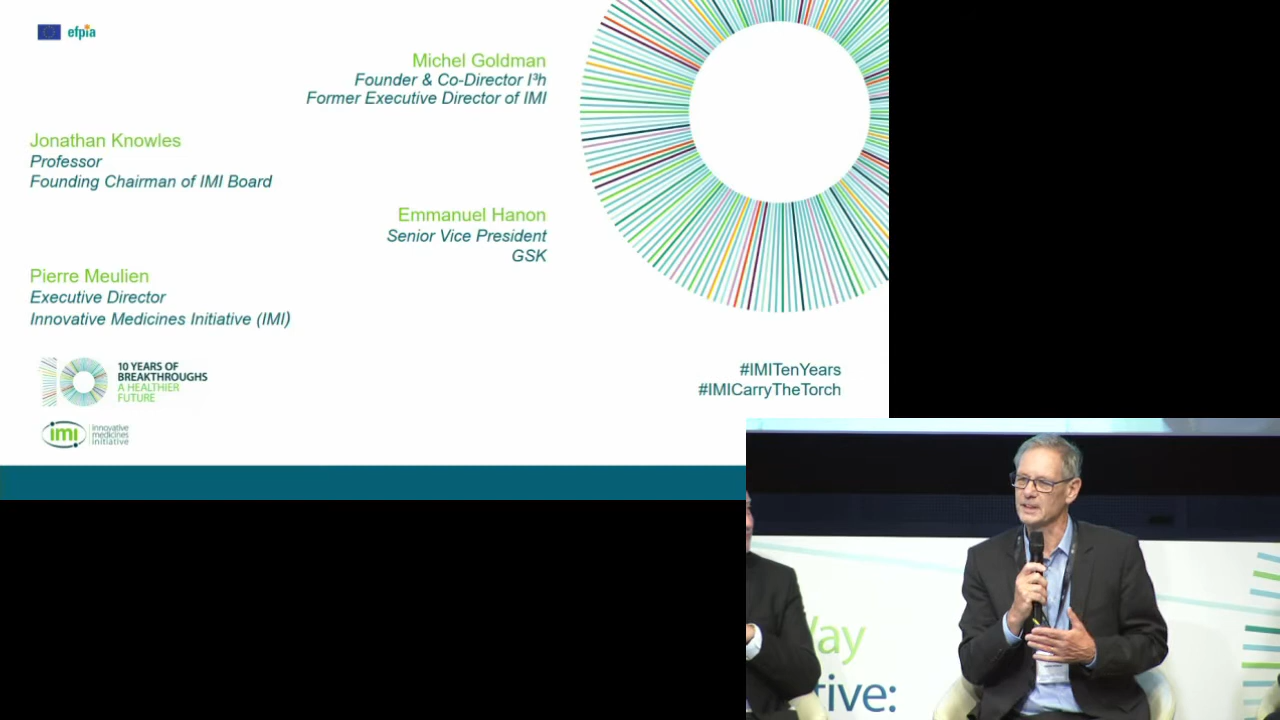 efpia
Michel Goldman
Founder & Co-Director I³h
Former Executive Director of IMI
Jonathan Knowles
Professor
Founding Chairman of IMI Board
Emmanuel Hanon
Senior Vice President
GSK
Pierre Meulien
Executive Director
Innovative Medicines Initiative (IMI)
10 YEARS OF
BREAKTHROUGHS
A HEALTHIER
FUTURE
#IMITenYears
#IMICarryTheTorch
imi innovative
medicines
initiative
Way
tive: